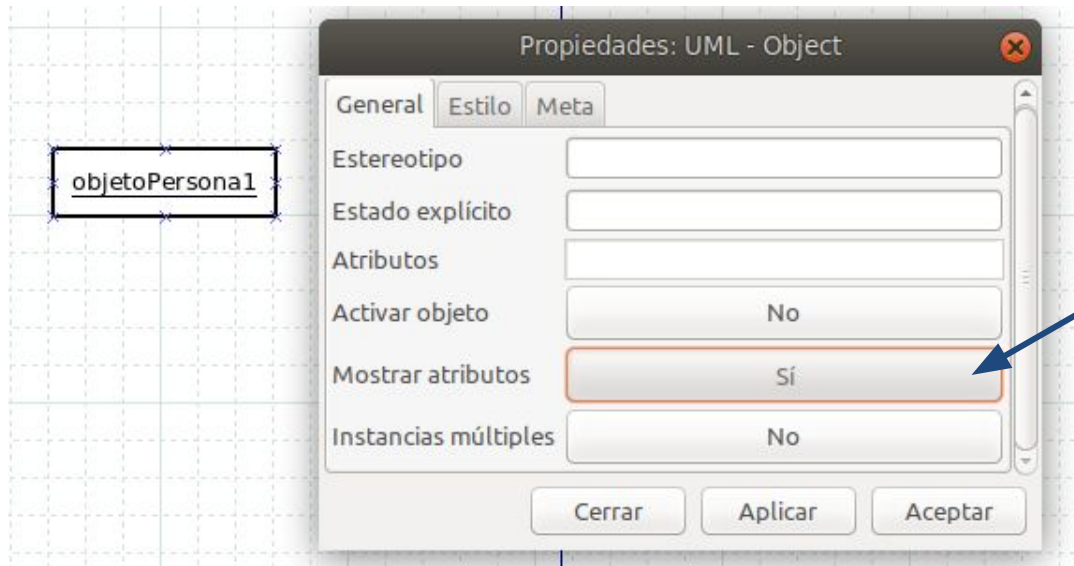 Propiedades: UML - Object
General Estilo Meta
objetoPersona1
Estereotipo
Estado explícito
Atributos
Activar objeto No
Mostrar atributos Sí
Instancias múltiples No
Cerrar Aplicar Aceptar